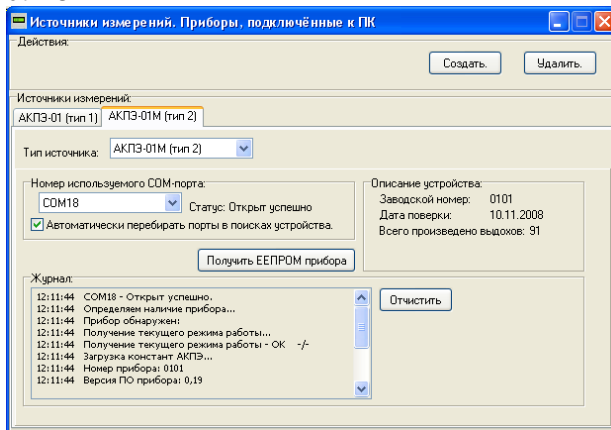 Источники измерений. Приборы, подключённые к ПК
Действия:
Создать.
Удалить.
Источники измерений:
АКПЭ-01 (тип 1)
АКПЭ-01М (тип 2)
Тип источника:
АКПЭ-01М (тип 2)
Номер используемого COM-порта:
COM18
Статус: Открыт успешно
Автоматически перебирать порты в поисках устройства.
Получить ЕЕПРОМ прибора
Описание устройства:
Заводской номер: 0101
Дата поверки: 10.11.2008
Всего произведено выдохов: 91
Журнал:
12:11:44 COM18 - Открыт успешно.
12:11:44 Определяем наличие прибора...
12:11:44 Прибор обнаружен:
12:11:44 Получение текущего режима работы...
12:11:44 Получение текущего режима работы - ОК -/-
12:11:44 Загрузка констант АКПЭ...
12:11:44 Номер прибора: 0101
12:11:44 Версия ПО прибора: 0,19
Отчистить